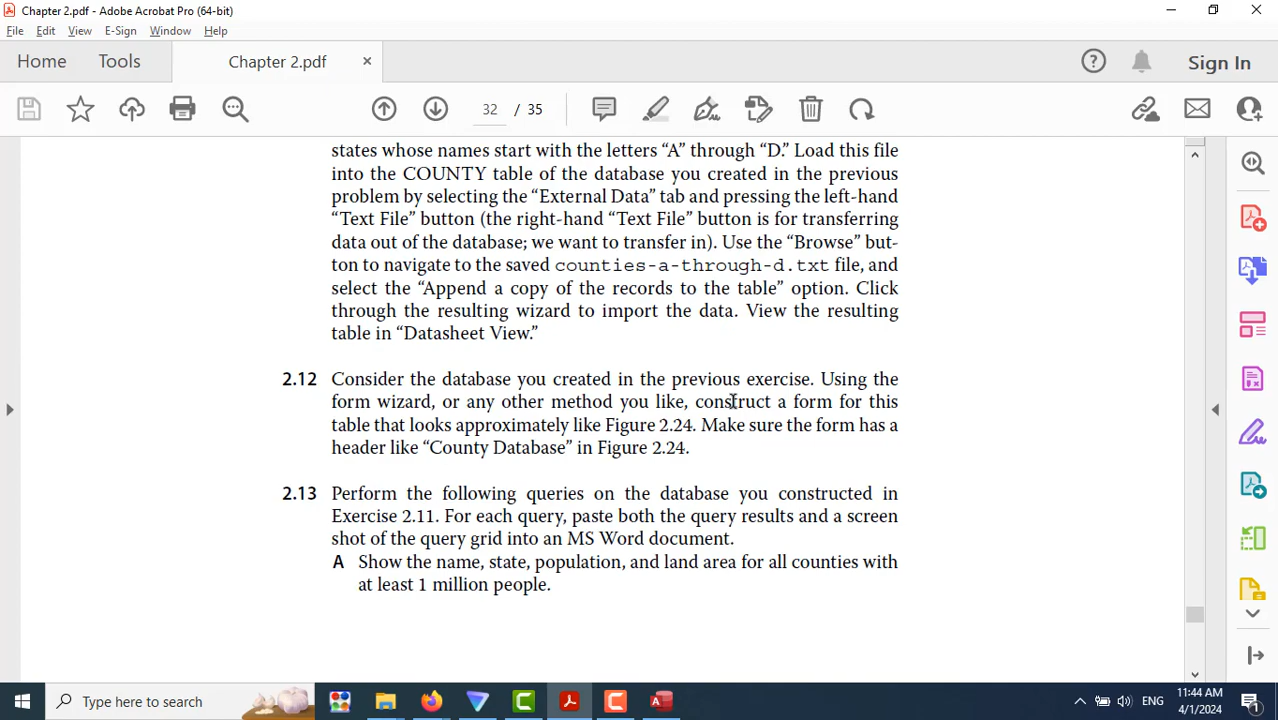 Chapter 2.pdf - Adobe Acrobat Pro (64-bit)
File Edit View E-Sign Window Help
Home Tools Chapter 2.pdf × Sign In
32 / 35
states whose names start with the letters “A” through “D.” Load this file
into the COUNTY table of the database you created in the previous
problem by selecting the “External Data” tab and pressing the left-hand
“Text File” button (the right-hand “Text File” button is for transferring
data out of the database; we want to transfer in). Use the “Browse” but-
ton to navigate to the saved counties-a-through-d.txt file, and
select the “Append a copy of the records to the table” option. Click
through the resulting wizard to import the data. View the resulting
table in “Datasheet View.”
2.12 Consider the database you created in the previous exercise. Using the
form wizard, or any other method you like, construct a form for this
table that looks approximately like Figure 2.24. Make sure the form has a
header like “County Database” in Figure 2.24.
2.13 Perform the following queries on the database you constructed in
Exercise 2.11. For each query, paste both the query results and a screen
shot of the query grid into an MS Word document.
A Show the name, state, population, and land area for all counties with
at least 1 million people.
Type here to search
ENG
11:44 AM
4/1/2024
1